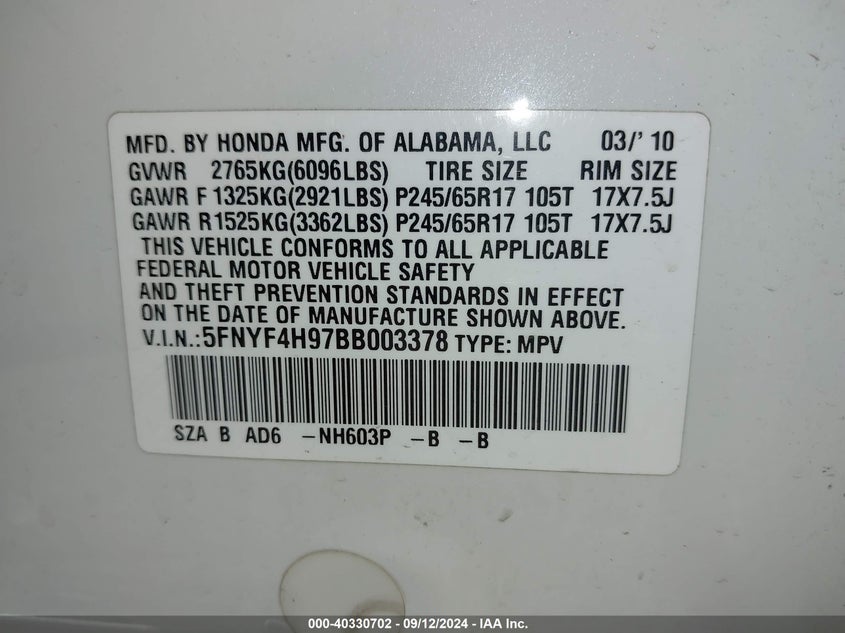 MFD. BY HONDA MFG. OF ALABAMA, LLC 03/' 10
GVWR 2765KG(6096LBS) TIRE SIZE RIM SIZE
GAWR F 1325KG(2921LBS) P245/65R17 105T 17X7.5J
GAWR R1525KG(3362LBS) P245/65R17 105T 17X7.5J
THIS VEHICLE CONFORMS TO ALL APPLICABLE
FEDERAL MOTOR VEHICLE SAFETY
AND THEFT PREVENTION STANDARDS IN EFFECT
ON THE DATE OF MANUFACTURE SHOWN ABOVE.
V.I.N.:5FNYF4H97BB003378 TYPE: MPV
SZA B AD6 -NH603P -B -B
000-40330702 - 09/12/2024 - IAA Inc.